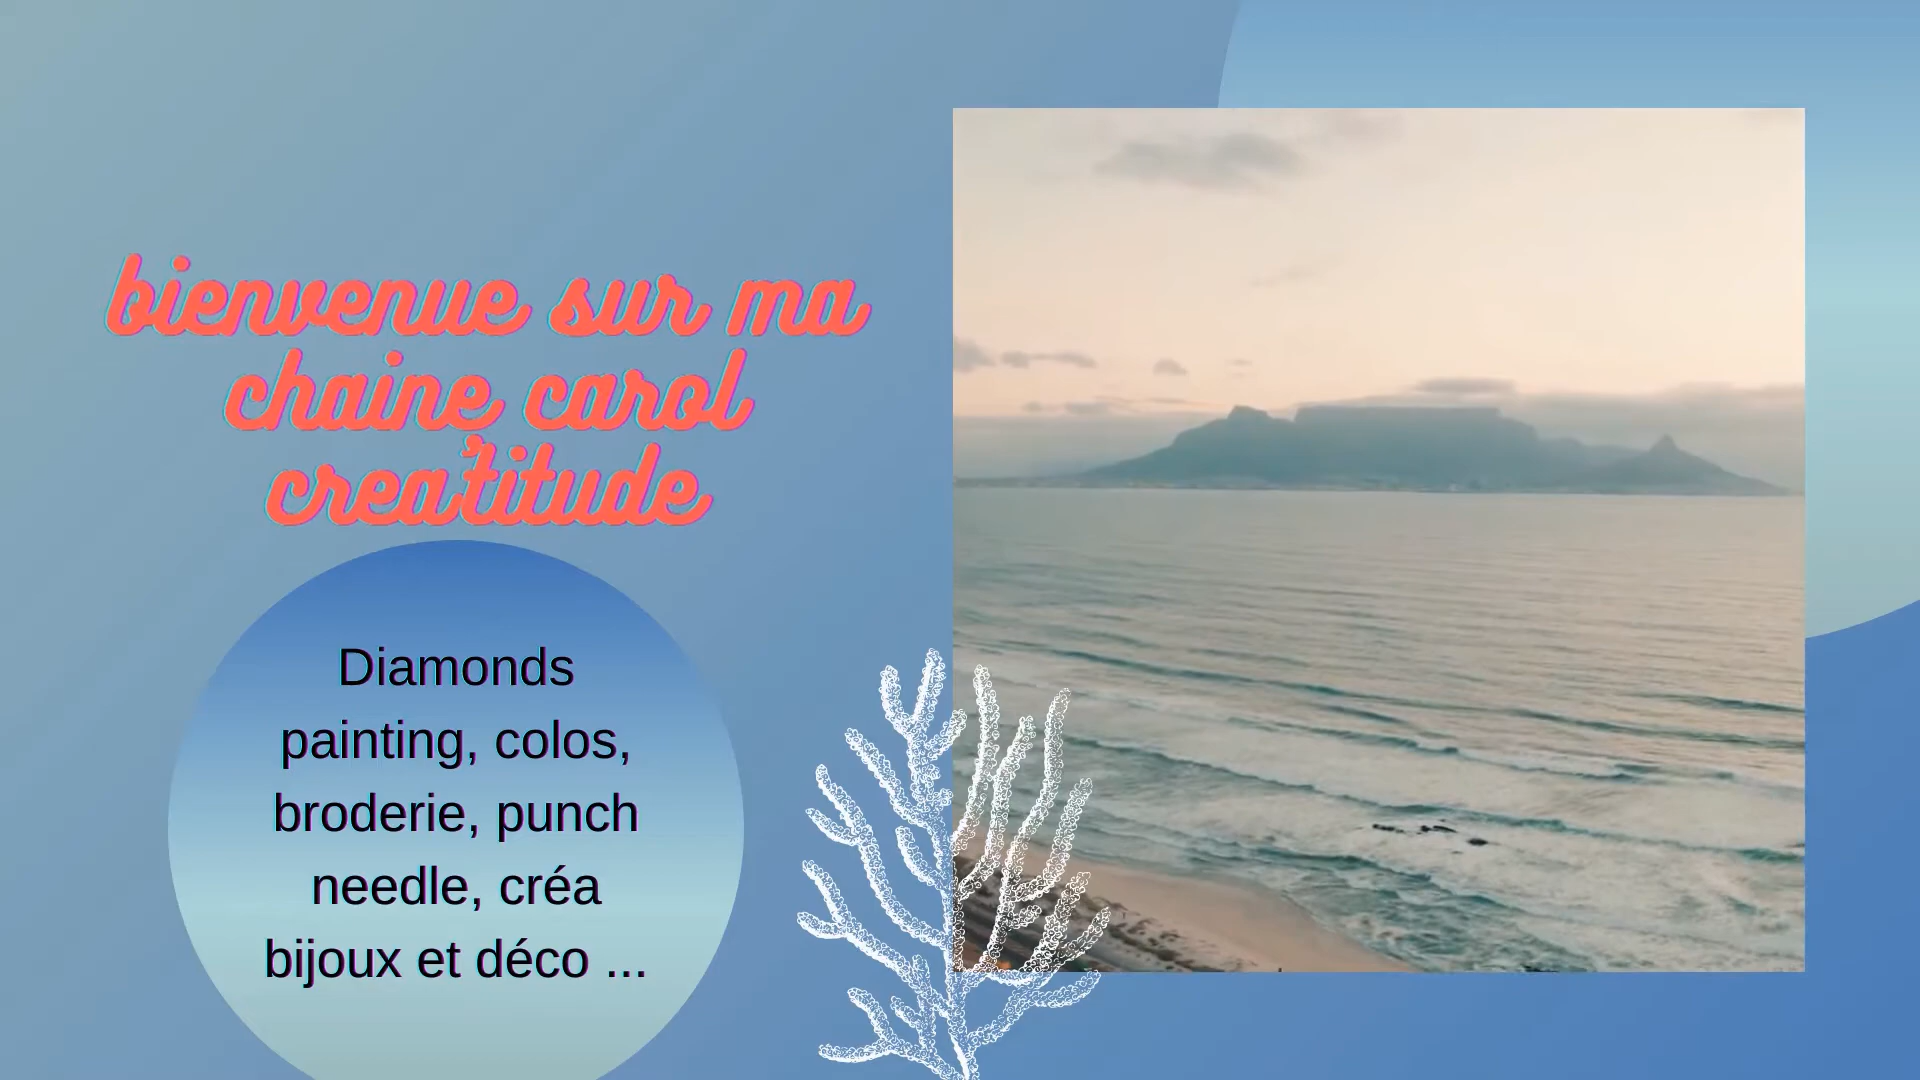 bienvenue sur ma
chaine carol
crea'titude
Diamonds
painting, colos,
broderie, punch
needle, créa
bijoux et déco ...